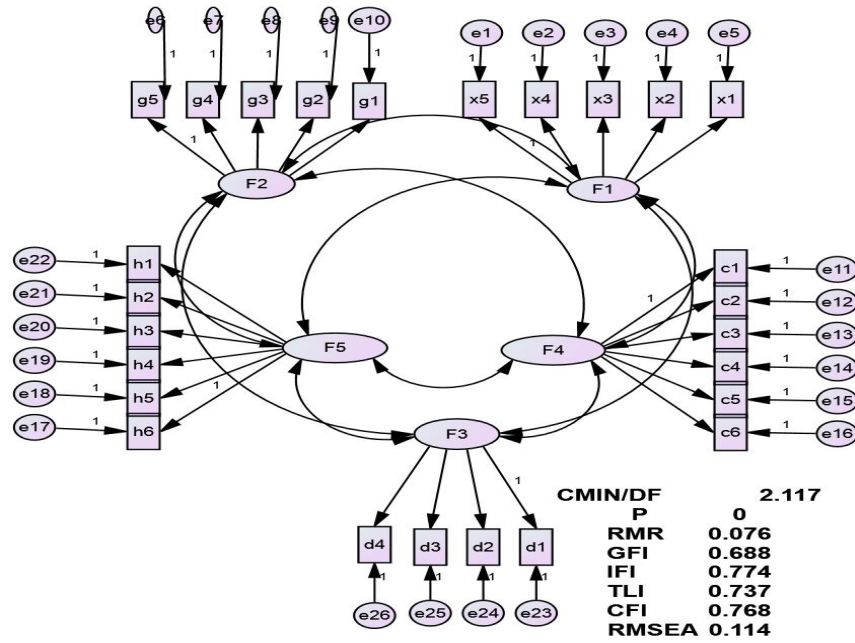 e6 e7 e8 e9 e10 e1 e2 e3 e4 e5
1 1 1 1 1 1 1 1 1 1
g5 g4 g3 g2 g1 x5 x4 x3 x2 x1
1 1
F2 F1
e22 1 h1 c1 1 e11
1
e21 1 h2 c2 1 e12
e20 1 h3 c3 1 e13
F5 F4
e19 1 h4 c4 1 e14
e18 1 h5 c5 1 e15
1
e17 1 h6 c6 1 e16
F3
1
d4 d3 d2 d1
1 1 1 1
e26 e25 e24 e23
CMIN/DF 2.117
P 0
RMR 0.076
GFI 0.688
IFI 0.774
TLI 0.737
CFI 0.768
RMSEA 0.114